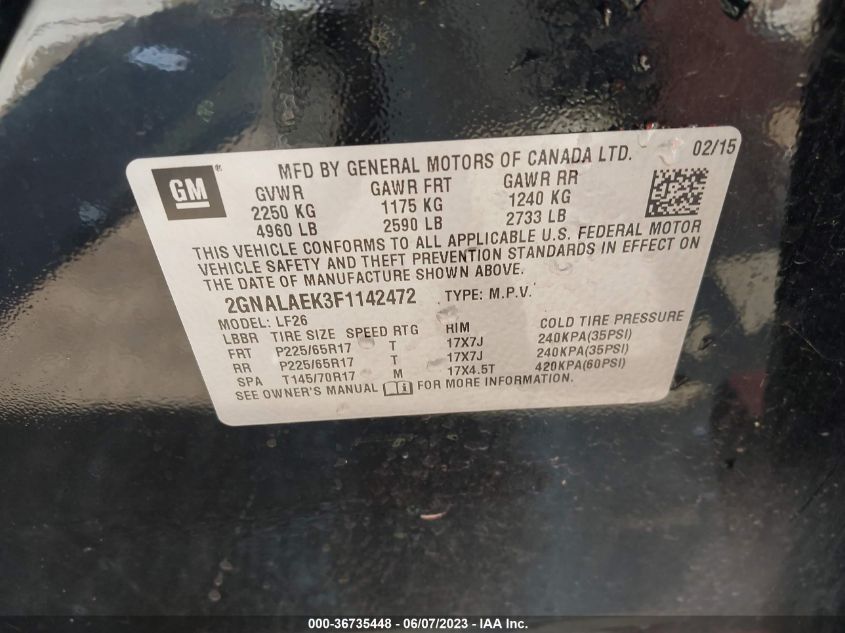 GM
MFD BY GENERAL MOTORS OF CANADA LTD. 02/15
GVWR GAWR FRT GAWR RR
2250 KG 1175 KG 1240 KG
4960 LB 2590 LB 2733 LB
THIS VEHICLE CONFORMS TO ALL APPLICABLE U.S. FEDERAL MOTOR
VEHICLE SAFETY AND THEFT PREVENTION STANDARDS IN EFFECT ON
THE DATE OF MANUFACTURE SHOWN ABOVE.
2GNALAEK3F1142472 TYPE: M.P.V.
MODEL: LF26
LBBR TIRE SIZE SPEED RTG HIM COLD TIRE PRESSURE
FRT P225/65R17 T 17X7J 240KPA(35PSI)
RR P225/65R17 T 17X7J 240KPA(35PSI)
SPA T145/70R17 M 17X4.5T 420KPA(60PSI)
SEE OWNER'S MANUAL FOR MORE INFORMATION.
000-36735448 - 06/07/2023 - IAA Inc.